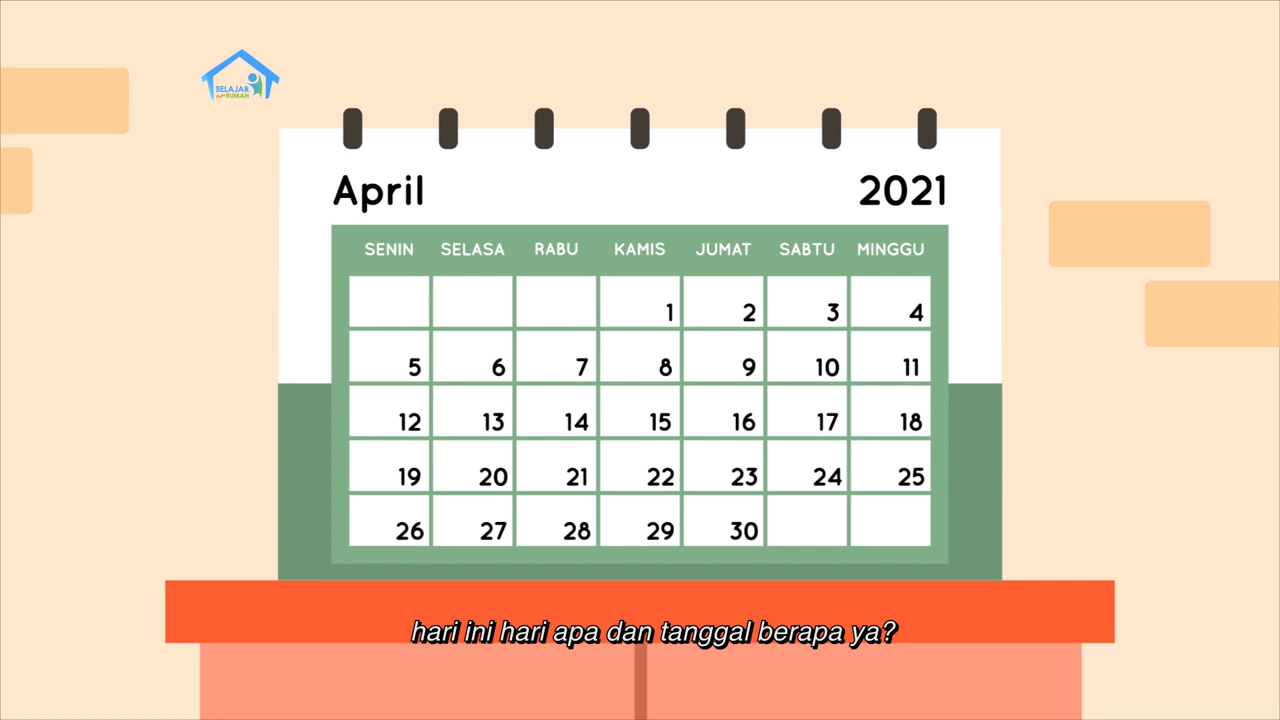 BELAJAR
dari RUMAH
April 2021
SENIN SELASA RABU KAMIS JUMAT SABTU MINGGU
1 2 3 4
5 6 7 8 9 10 11
12 13 14 15 16 17 18
19 20 21 22 23 24 25
26 27 28 29 30
hari ini hari apa dan tanggal berapa ya?